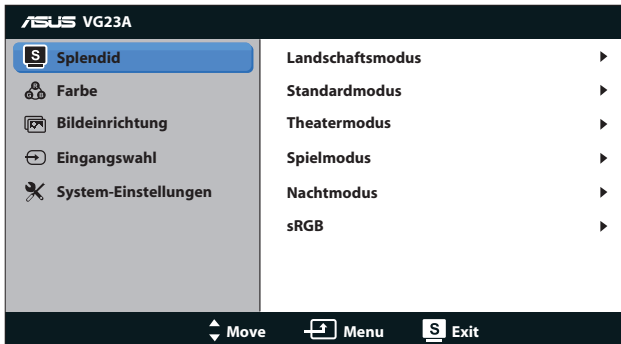 ASUS VG23A
S Splendid
Farbe
Bildeinrichtung
Eingangswahl
System-Einstellungen
Landschaftsmodus
Standardmodus
Theatermodus
Spielmodus
Nachtmodus
sRGB
Move Menu S Exit